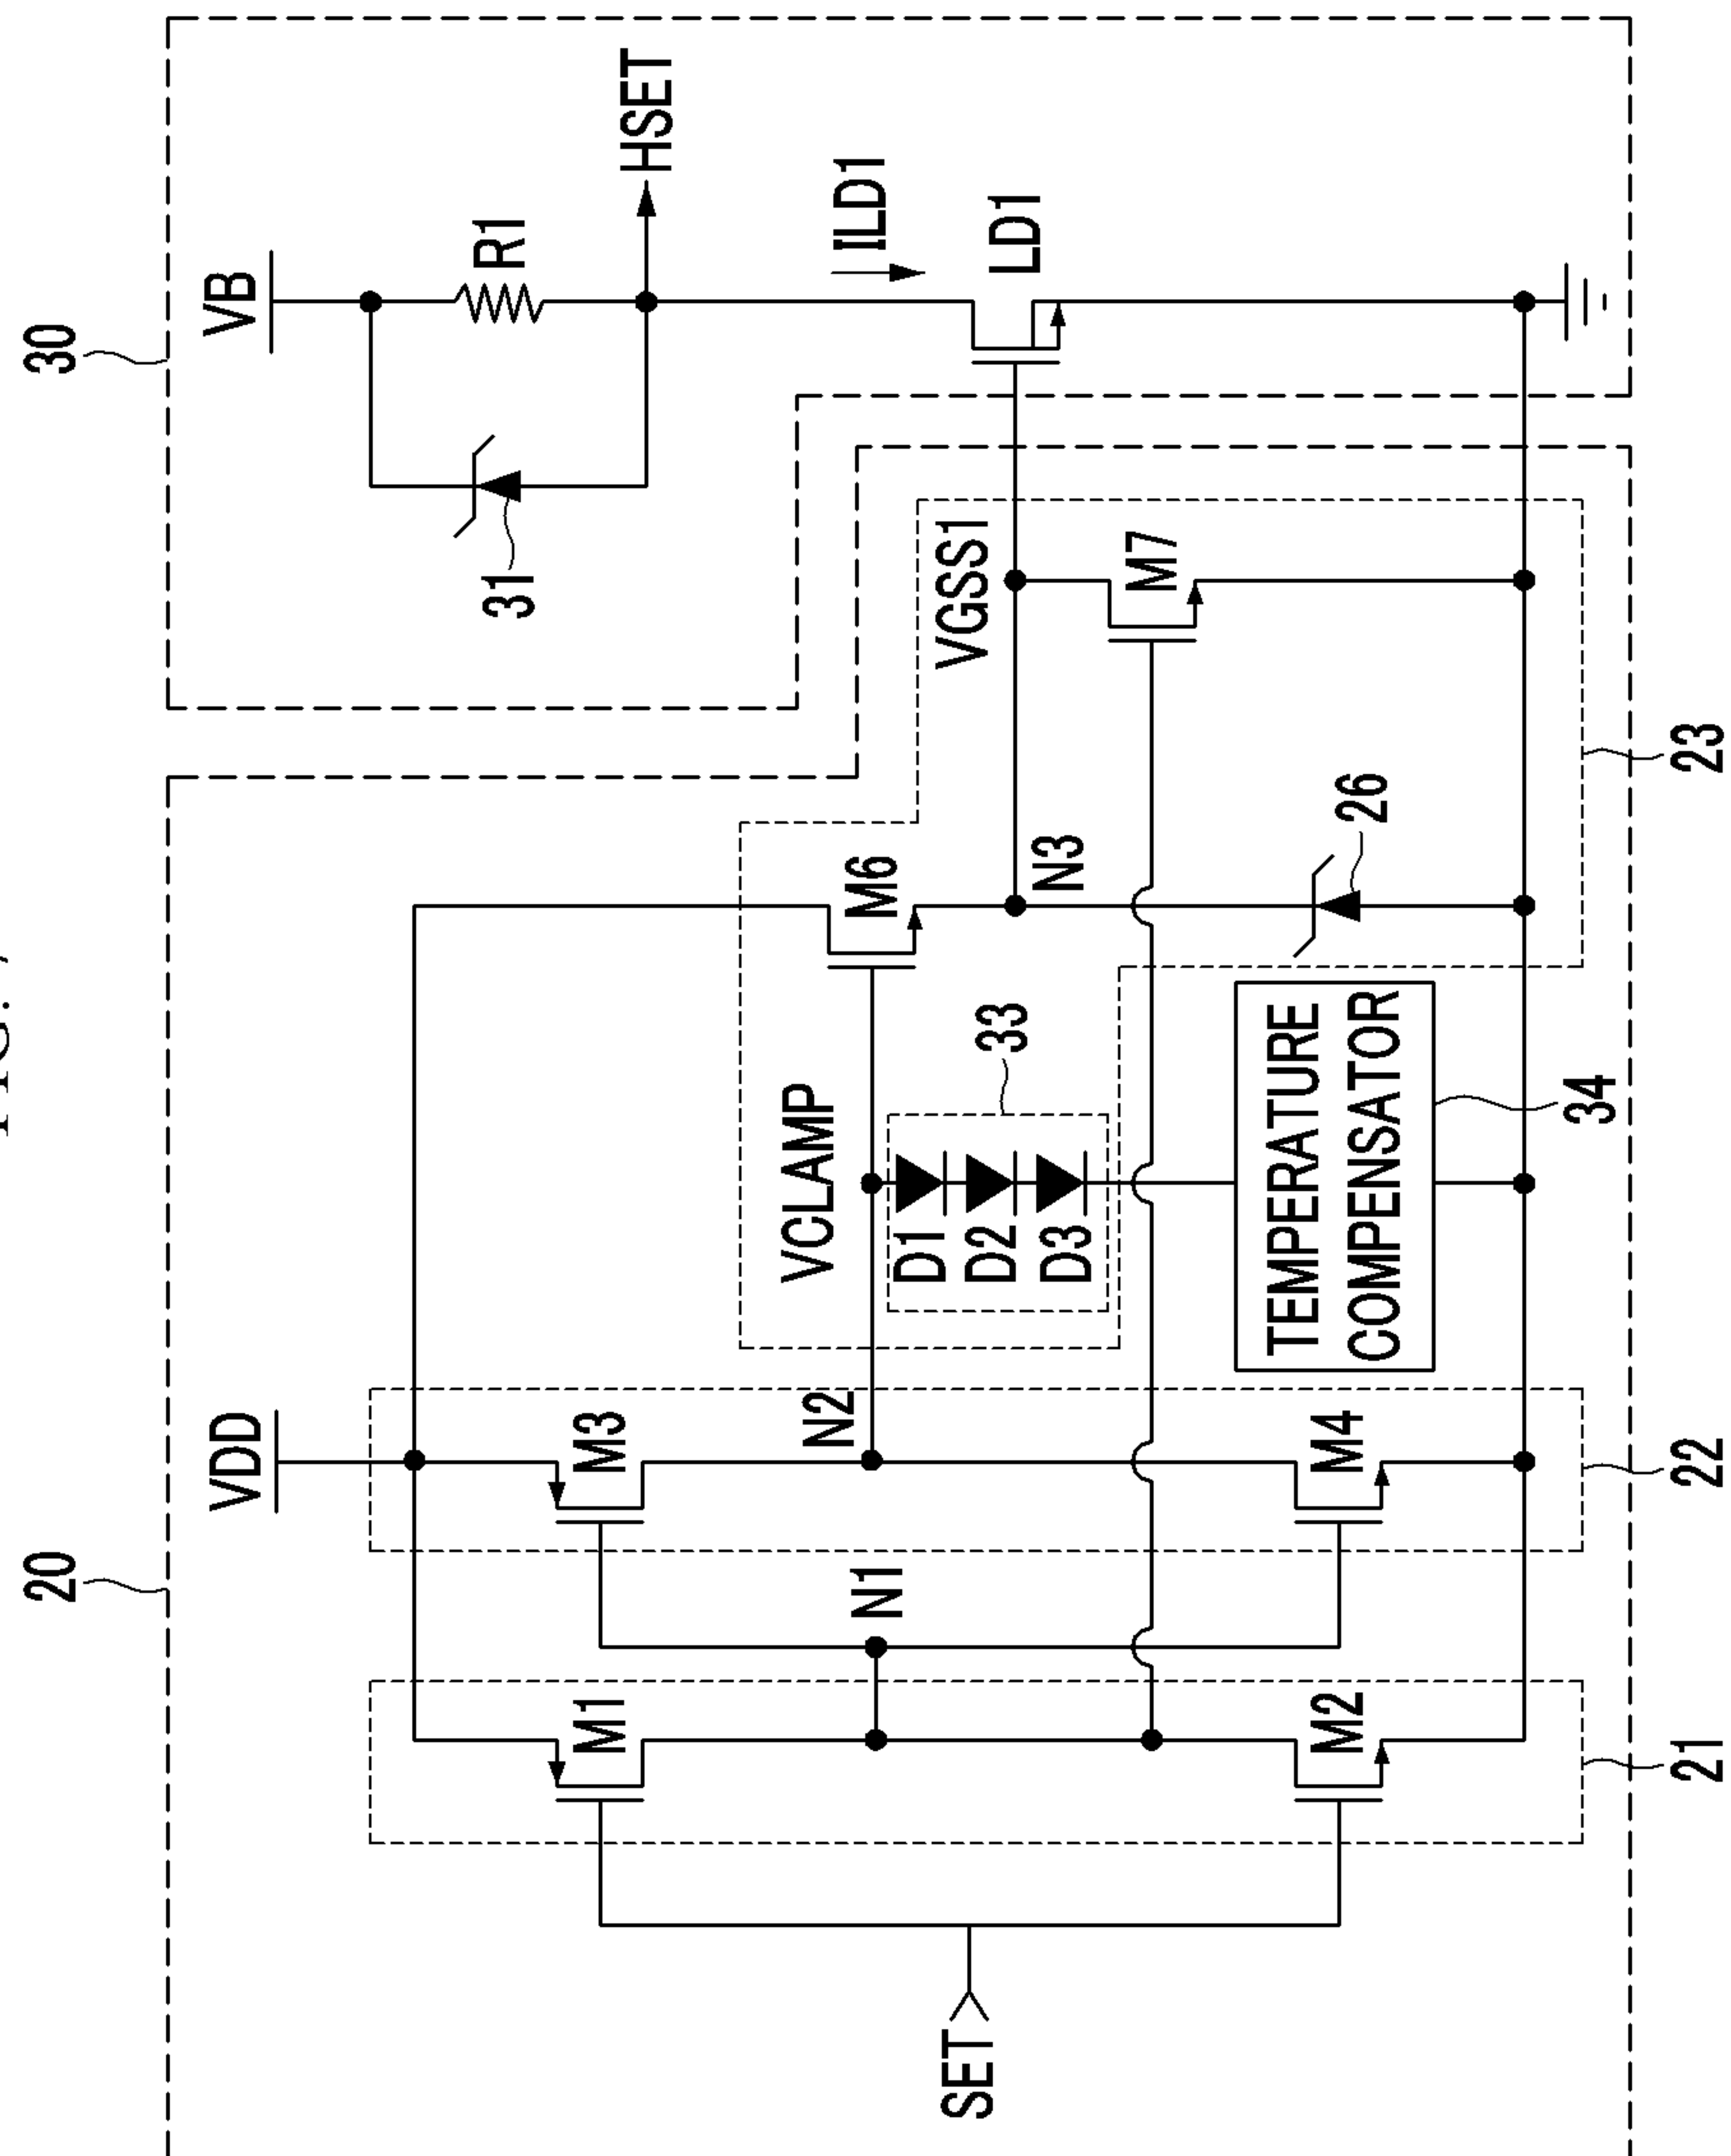 20
30
VDD
VB
R1
HSET
31
M1
M3
M6
ILD1
N1
N2
VCLAMP
VGSS1
LD1
SET
D1
D2
D3
33
N3
M7
M2
M4
TEMPERATURE
COMPENSATOR
26
34
21
22
23